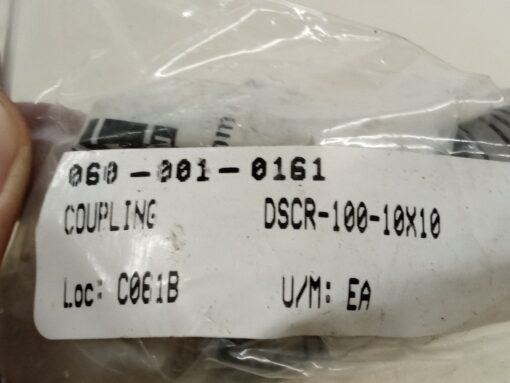 060-001-0161
COUPLING DSCR-100-10X10
Loc: C061B U/M: EA